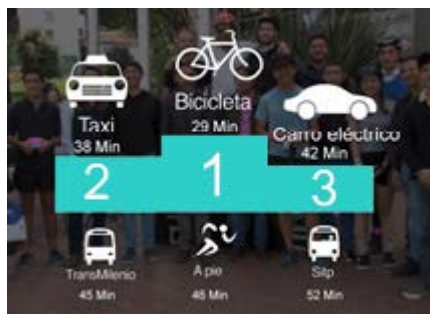 Bicicleta
29 Min
Taxi
38 Min
Carro eléctrico
42 Min
1
2
3
TransMilenio
45 Min
A pie
46 Min
Sitp
52 Min